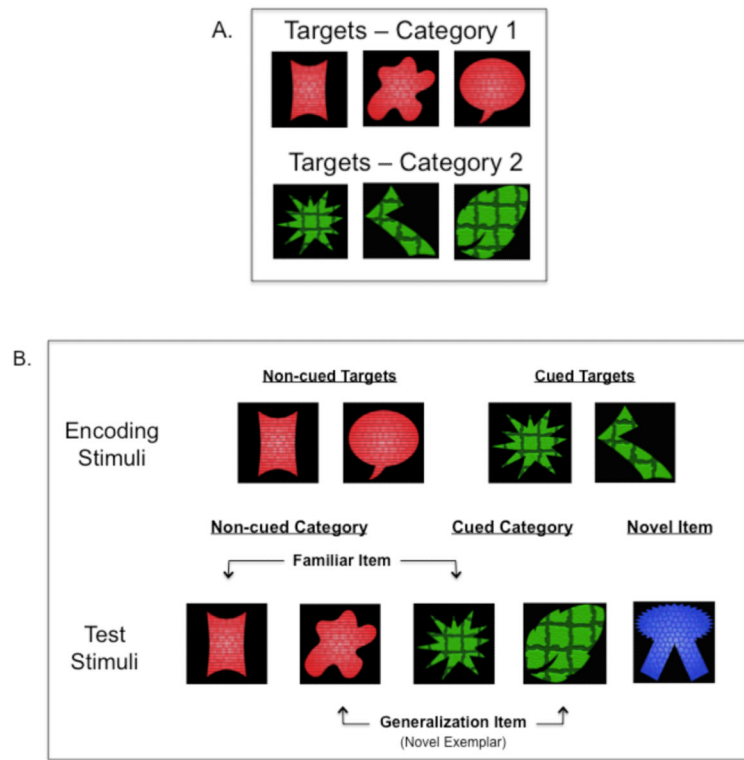 A.
Targets – Category 1
Targets – Category 2
B.
Non-cued Targets
Cued Targets
Encoding
Stimuli
Non-cued Category
Cued Category
Novel Item
Familiar Item
Test
Stimuli
Generalization Item
(Novel Exemplar)